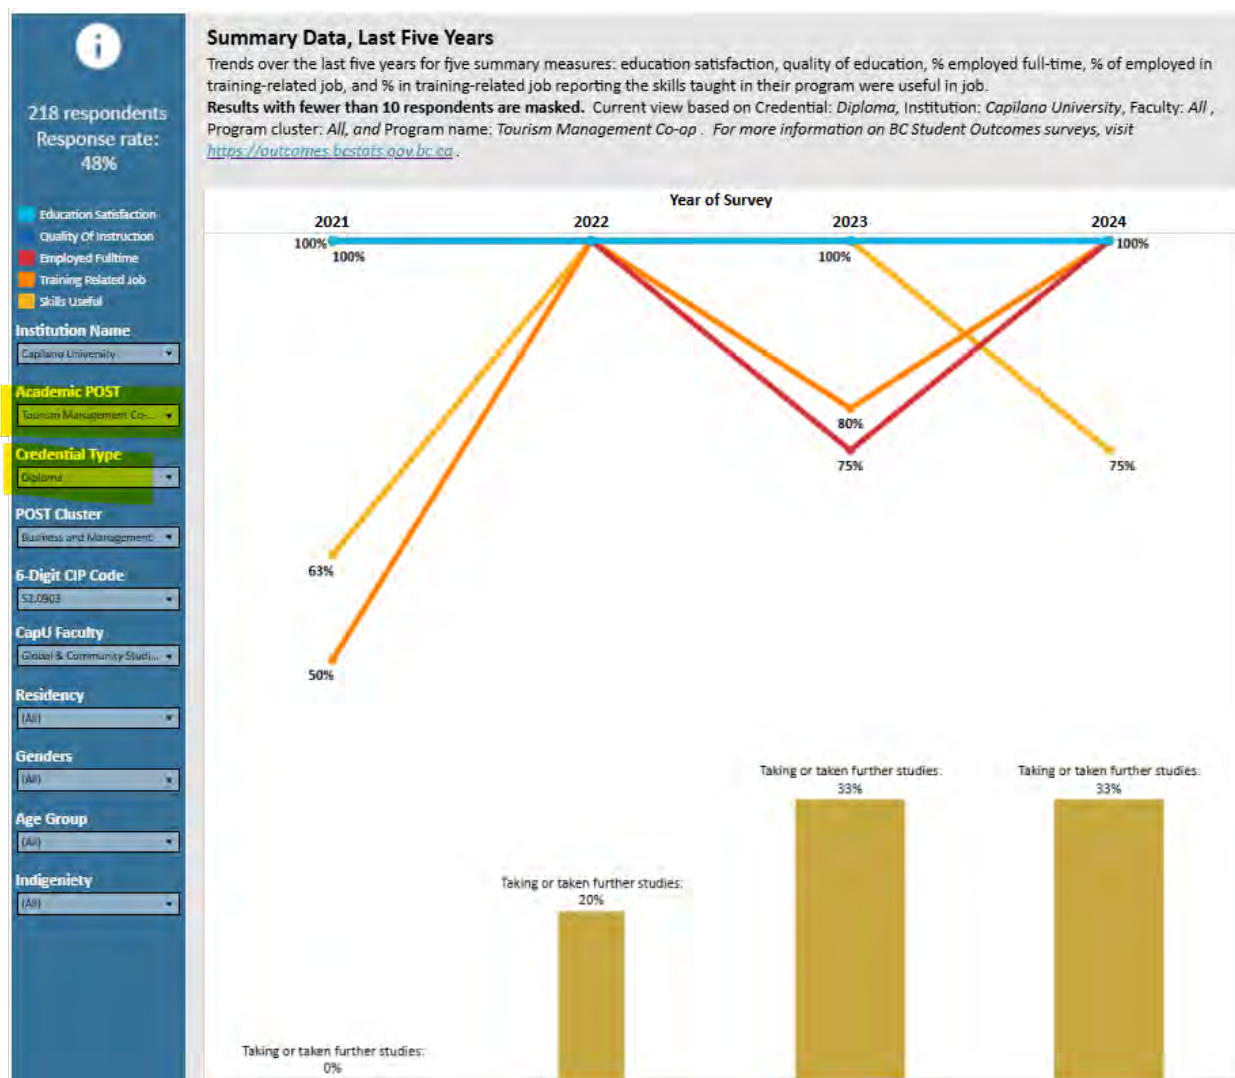 i
218 respondents
Response rate:
48%
Education Satisfaction
Quality Of Instruction
Employed Fulltime
Training Related Job
Skills Useful
Institution Name
Capilano University
Academic POST
Tourism Management Co-...
Credential Type
Diploma
POST Cluster
Business and Management
6-Digit CIP Code
52.0903
CapU Faculty
Global & Community Studi...
Residency
(All)
Genders
(All)
Age Group
(All)
Indigeniety
(All)
Summary Data, Last Five Years
Trends over the last five years for five summary measures: education satisfaction, quality of education, % employed full-time, % of employed in
training-related job, and % in training-related job reporting the skills taught in their program were useful in job.
Results with fewer than 10 respondents are masked. Current view based on Credential: Diploma, Institution: Capilano University, Faculty: All ,
Program cluster: All, and Program name: Tourism Management Co-op . For more information on BC Student Outcomes surveys, visit
https://outcomes.bcstats.gov.bc.ca .
Year of Survey
2021 2022 2023 2024
100% 100%
100% 100%
80%
75% 75%
63%
50%
Taking or taken further studies: Taking or taken further studies:
33% 33%
Taking or taken further studies:
20%
Taking or taken further studies:
0%